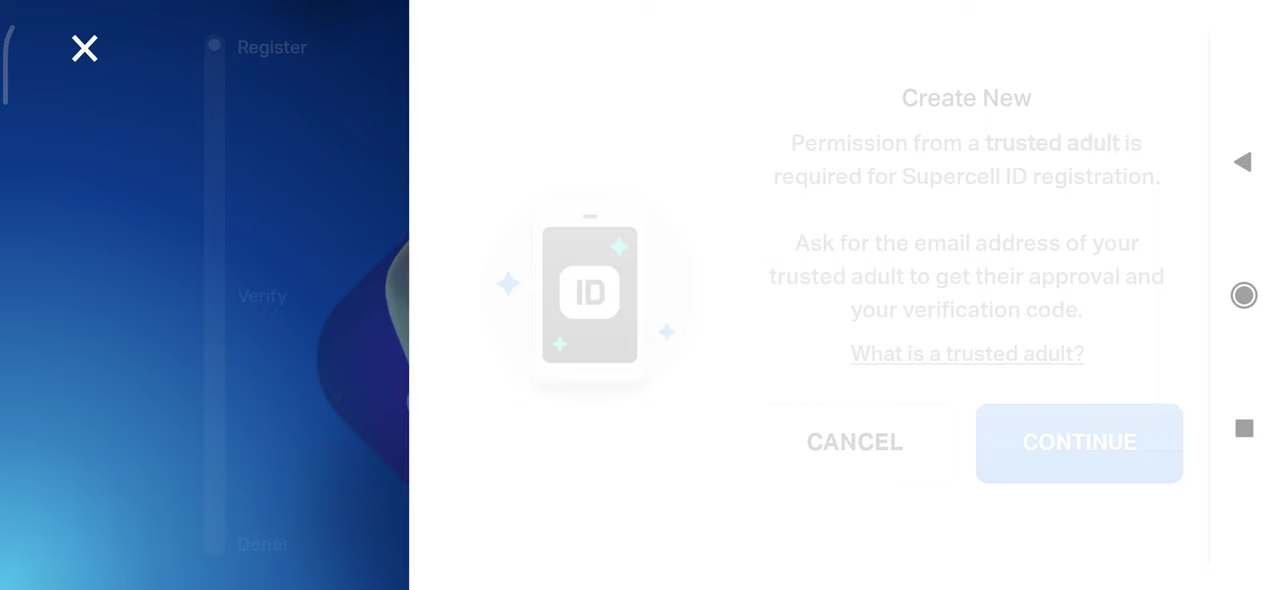 Register
Verify
Done!
Create New
Permission from a trusted adult is
required for Supercell ID registration.
Ask for the email address of your
trusted adult to get their approval and
your verification code.
What is a trusted adult?
ID
CANCEL
CONTINUE